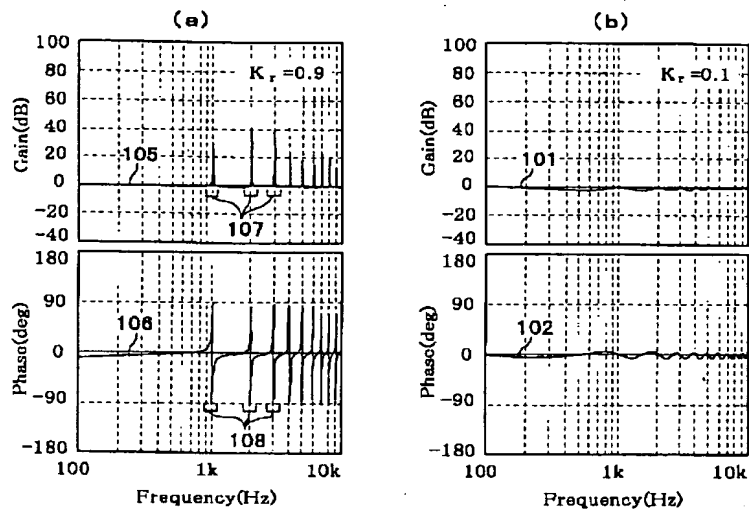 (a)
100
80
60
40
20
0
-20
-40
Gain(dB)
K r =0.9
105
107
180
90
0
-90
-180
Phase(deg)
106
108
100
1k
10k
Frequency(Hz)
(b)
100
80
60
40
20
0
-20
-40
Gain(dB)
K r =0.1
101
180
90
0
-90
-180
Phase(deg)
102
100
1k
10k
Frequency(Hz)